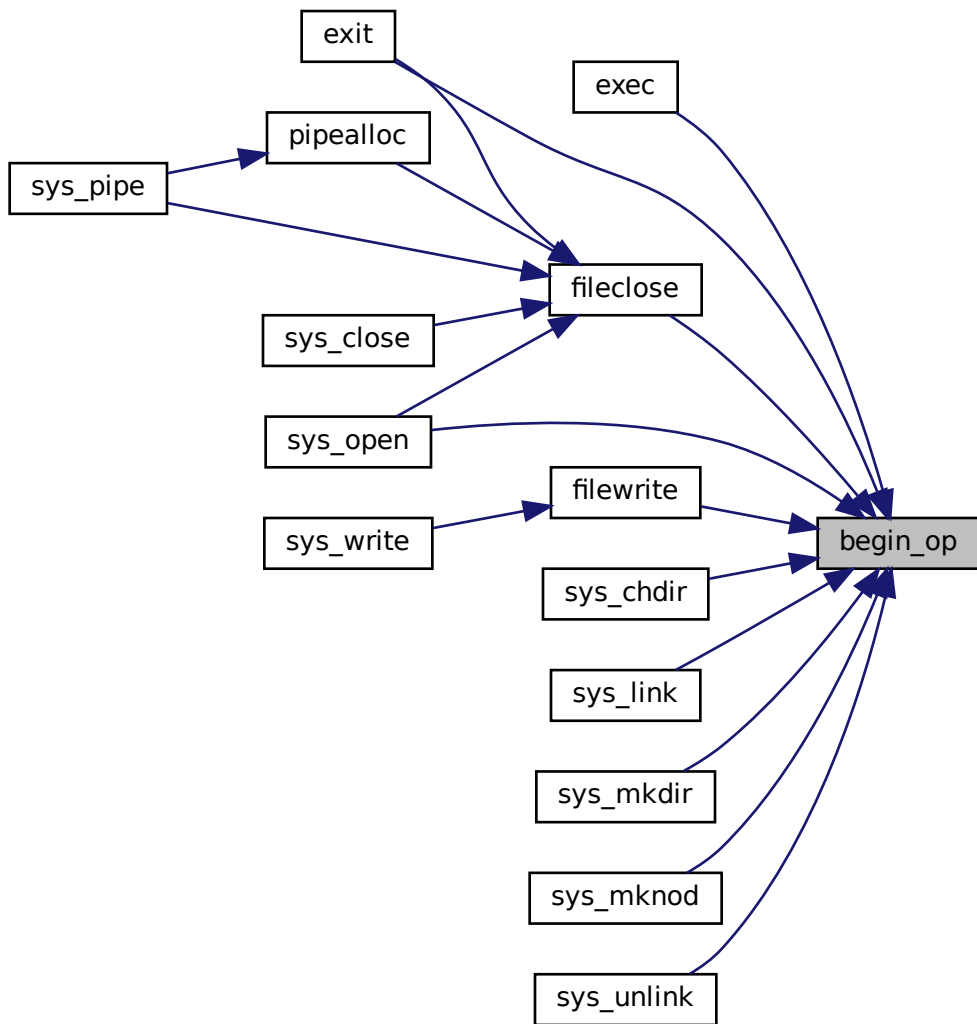 exit
exec
pipealloc
sys_pipe
fileclose
sys_close
sys_open
filewrite
sys_write
begin_op
sys_chdir
sys_link
sys_mkdir
sys_mknod
sys_unlink